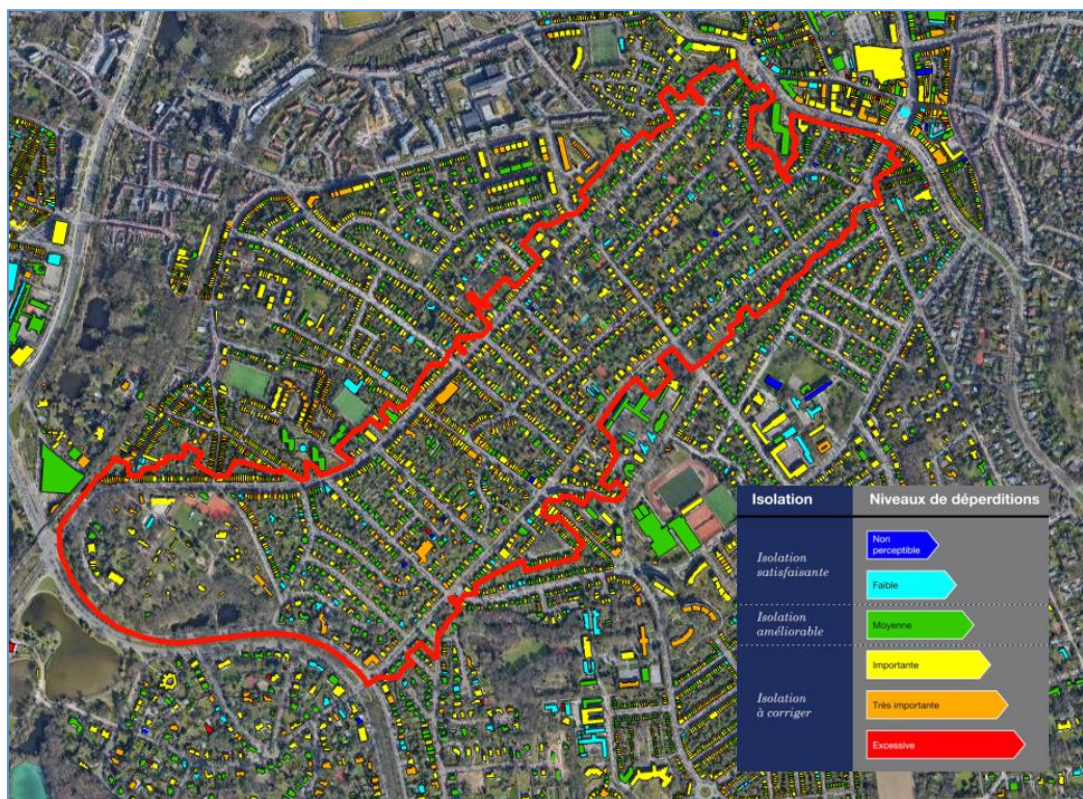 Isolation
Niveaux de déperditions
Isolation
satisfaisante
Non
perceptible
Faible
Isolation
améliorable
Moyenne
Isolation
à corriger
Importante
Très importante
Excessive